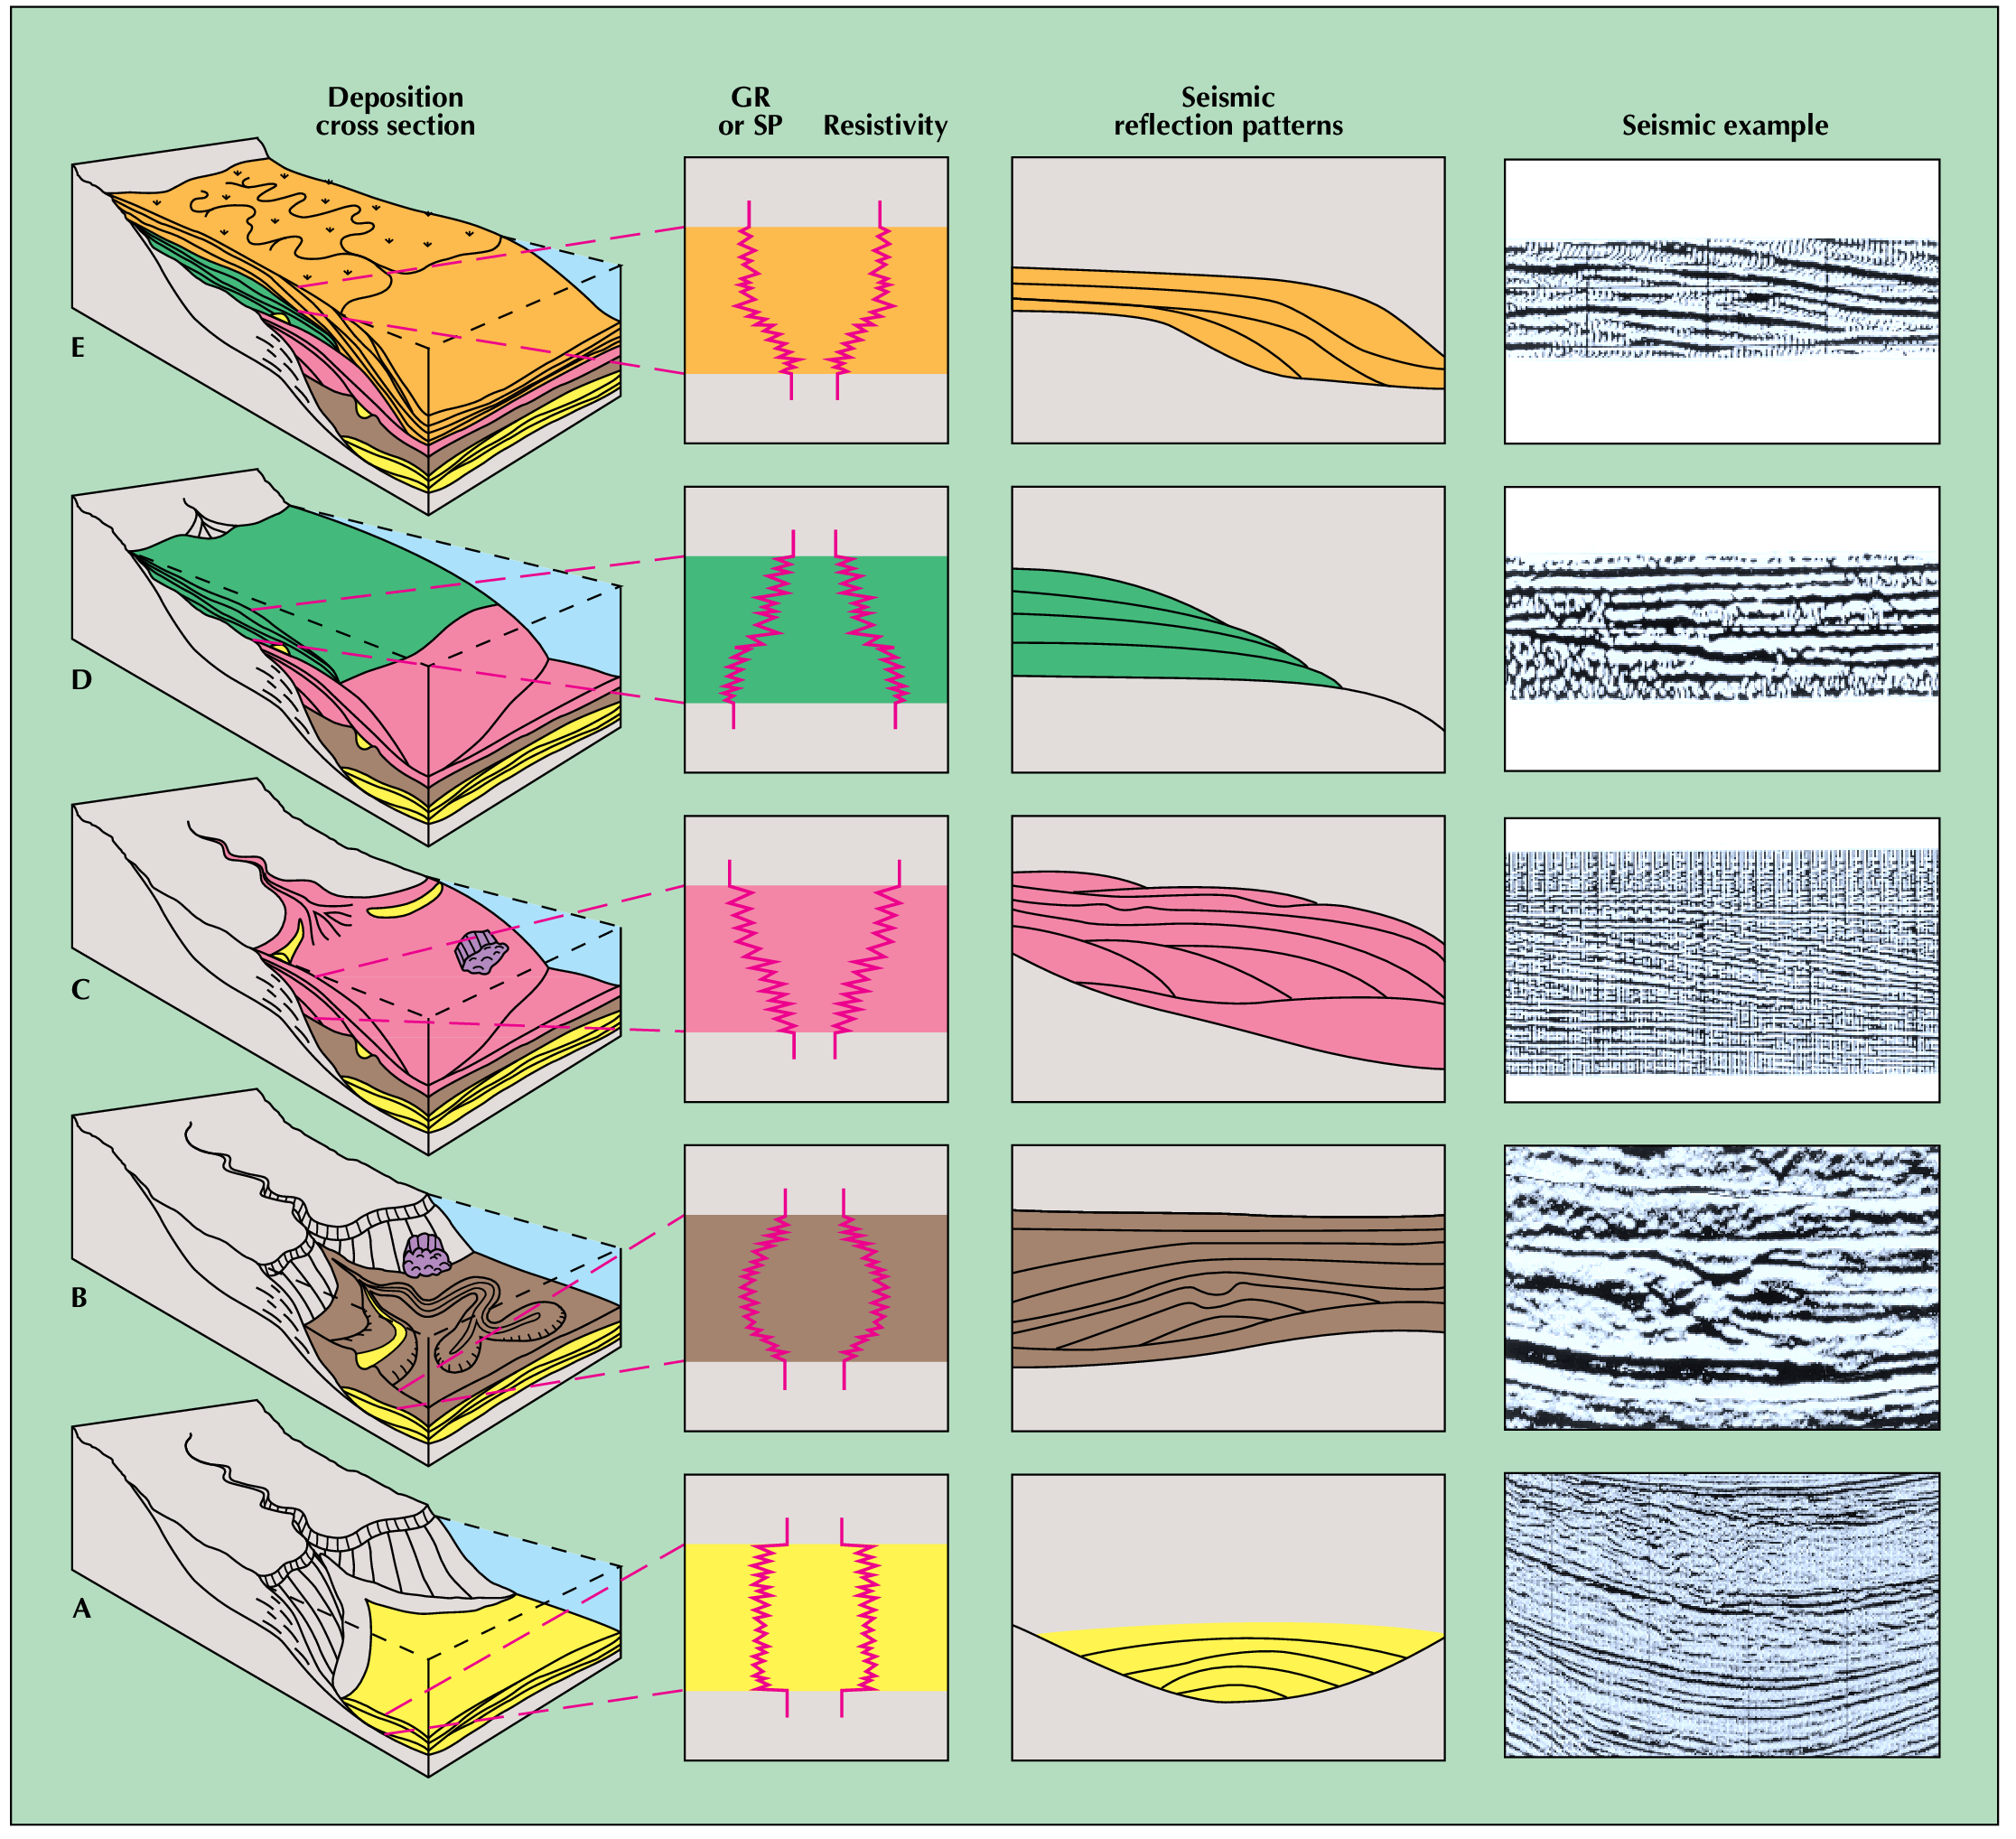 Deposition
cross section
GR
or SP
Resistivity
Seismic
reflection patterns
Seismic example
E
D
C
B
A